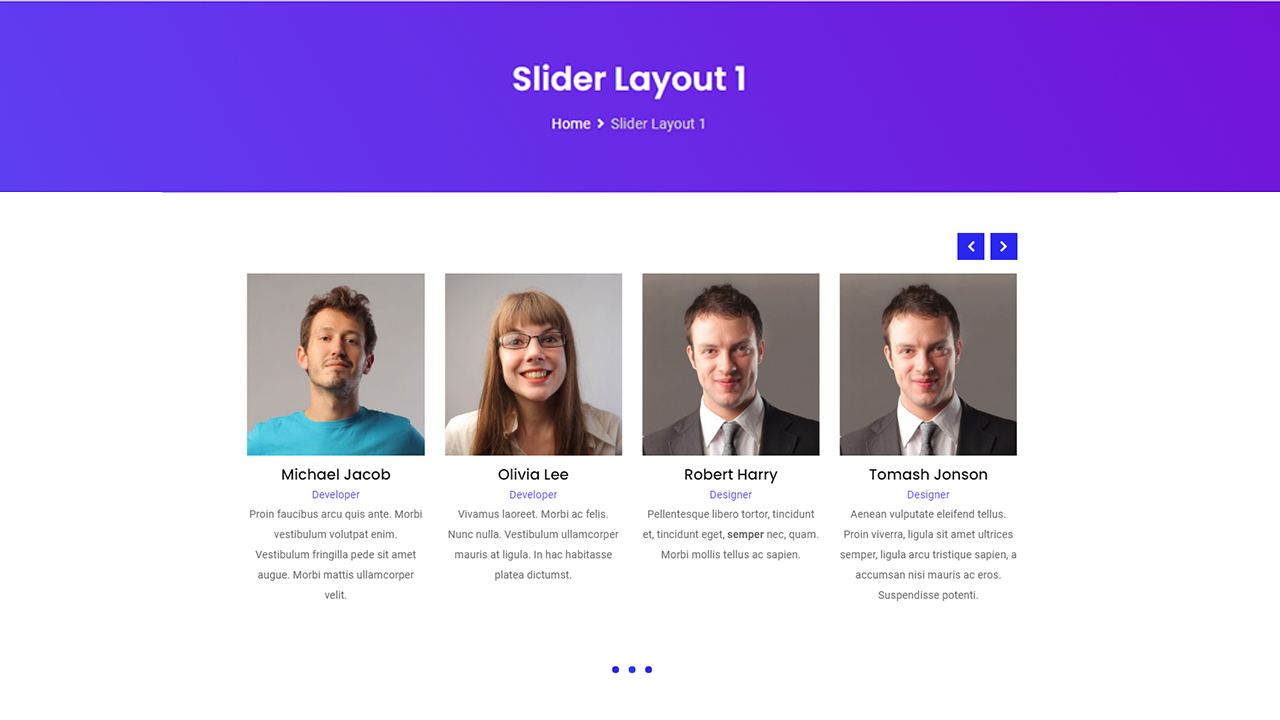 Slider Layout 1
Home > Slider Layout 1
Michael Jacob
Developer
Proin faucibus arcu quis ante. Morbi
vestibulum volutpat enim.
Vestibulum fringilla pede sit amet
augue. Morbi mattis ullamcorper
velit.
Olivia Lee
Developer
Vivamus laoreet. Morbi ac felis.
Nunc nulla. Vestibulum ullamcorper
mauris at ligula. In hac habitasse
platea dictumst.
Robert Harry
Designer
Pellentesque libero tortor, tincidunt
et, tincidunt eget, semper nec, quam.
Morbi mollis tellus ac sapien.
Tomash Jonson
Designer
Aenean vulputate eleifend tellus.
Proin viverra, ligula sit amet ultrices
semper, ligula arcu tristique sapien, a
accumsan nisi mauris ac eros.
Suspendisse potenti.